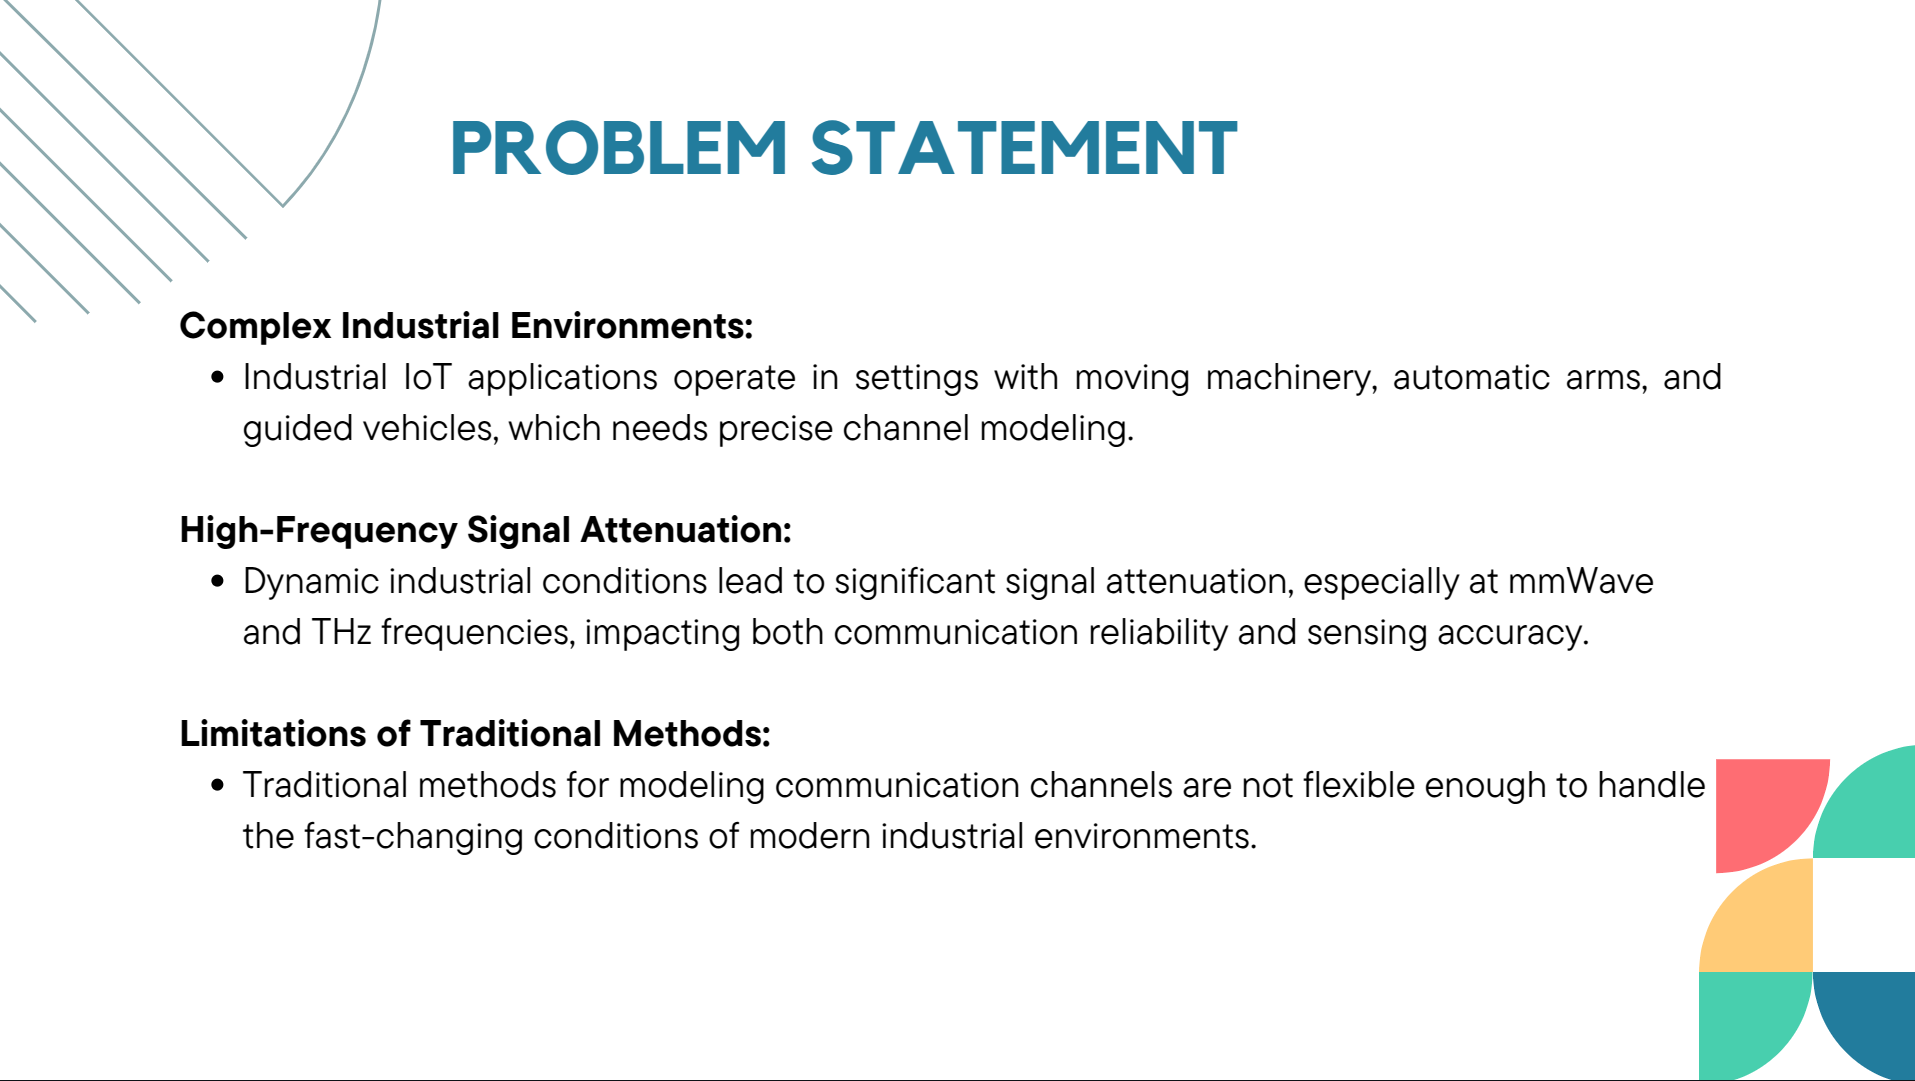 PROBLEM STATEMENT
Complex Industrial Environments:
• Industrial IoT applications operate in settings with moving machinery, automatic arms, and
guided vehicles, which needs precise channel modeling.
High-Frequency Signal Attenuation:
• Dynamic industrial conditions lead to significant signal attenuation, especially at mmWave
and THz frequencies, impacting both communication reliability and sensing accuracy.
Limitations of Traditional Methods:
• Traditional methods for modeling communication channels are not flexible enough to handle
the fast-changing conditions of modern industrial environments.